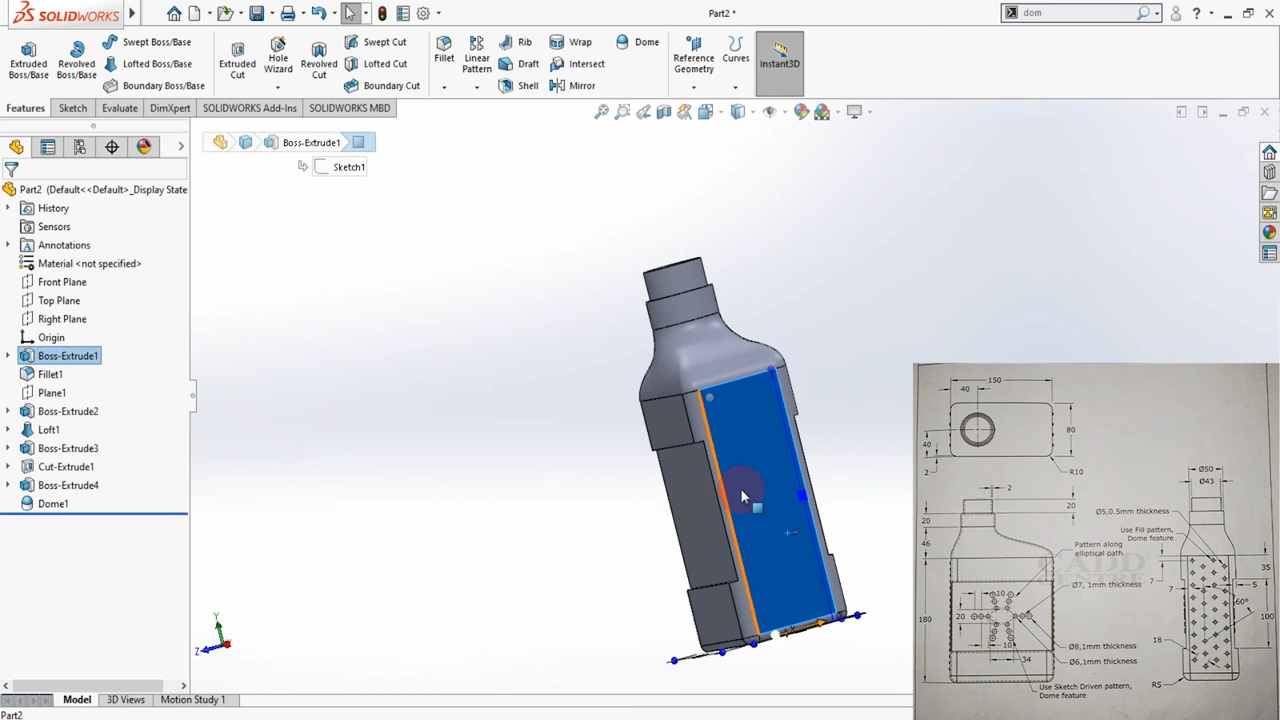 SOLIDWORKS
Part2 *
dom
Extruded Boss/Base
Revolved Boss/Base
Swept Boss/Base
Lofted Boss/Base
Boundary Boss/Base
Extruded Cut
Hole Wizard
Revolved Cut
Swept Cut
Lofted Cut
Boundary Cut
Fillet
Linear Pattern
Rib
Draft
Shell
Wrap
Intersect
Mirror
Dome
Reference Geometry
Curves
Instant3D
Features
Sketch
Evaluate
DimXpert
SOLIDWORKS Add-Ins
SOLIDWORKS MBD
Boss-Extrude1
Sketch1
Part2 (Default<<Default>_Display State
History
Sensors
Annotations
Material <not specified>
Front Plane
Top Plane
Right Plane
Origin
Boss-Extrude1
Fillet1
Plane1
Boss-Extrude2
Loft1
Boss-Extrude3
Cut-Extrude1
Boss-Extrude4
Dome1
Y
Z
150
40
80
40
2
R10
Ø50
Ø43
2
20
20
46
Ø5,0.5mm thickness
Use Fill pattern,
Dome feature
Pattern along
elliptical path
CADD
CENTRE
35
7
7
5
Ø7, 1mm thickness
10
20
60°
100
180
10
34
18
Ø8,1mm thickness
Ø6,1mm thickness
R5
Use Sketch Driven pattern,
Dome feature
Model
3D Views
Motion Study 1
Part2